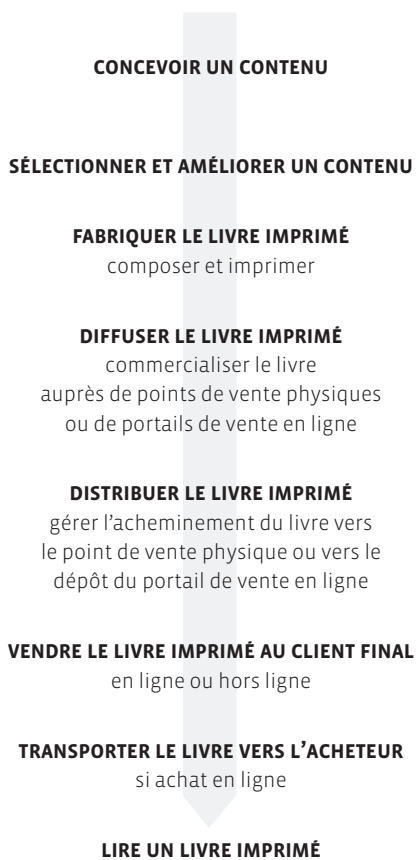 CONCEVOIR UN CONTENU
SÉLECTIONNER ET AMÉLIORER UN CONTENU
FABRIQUER LE LIVRE IMPRIMÉ
composer et imprimer
DIFFUSER LE LIVRE IMPRIMÉ
commercialiser le livre
auprès de points de vente physiques
ou de portails de vente en ligne
DISTRIBUER LE LIVRE IMPRIMÉ
gérer l’acheminement du livre vers
le point de vente physique ou vers le
dépôt du portail de vente en ligne
VENDRE LE LIVRE IMPRIMÉ AU CLIENT FINAL
en ligne ou hors ligne
TRANSPORTER LE LIVRE VERS L’ACHETEUR
si achat en ligne
LIRE UN LIVRE IMPRIMÉ